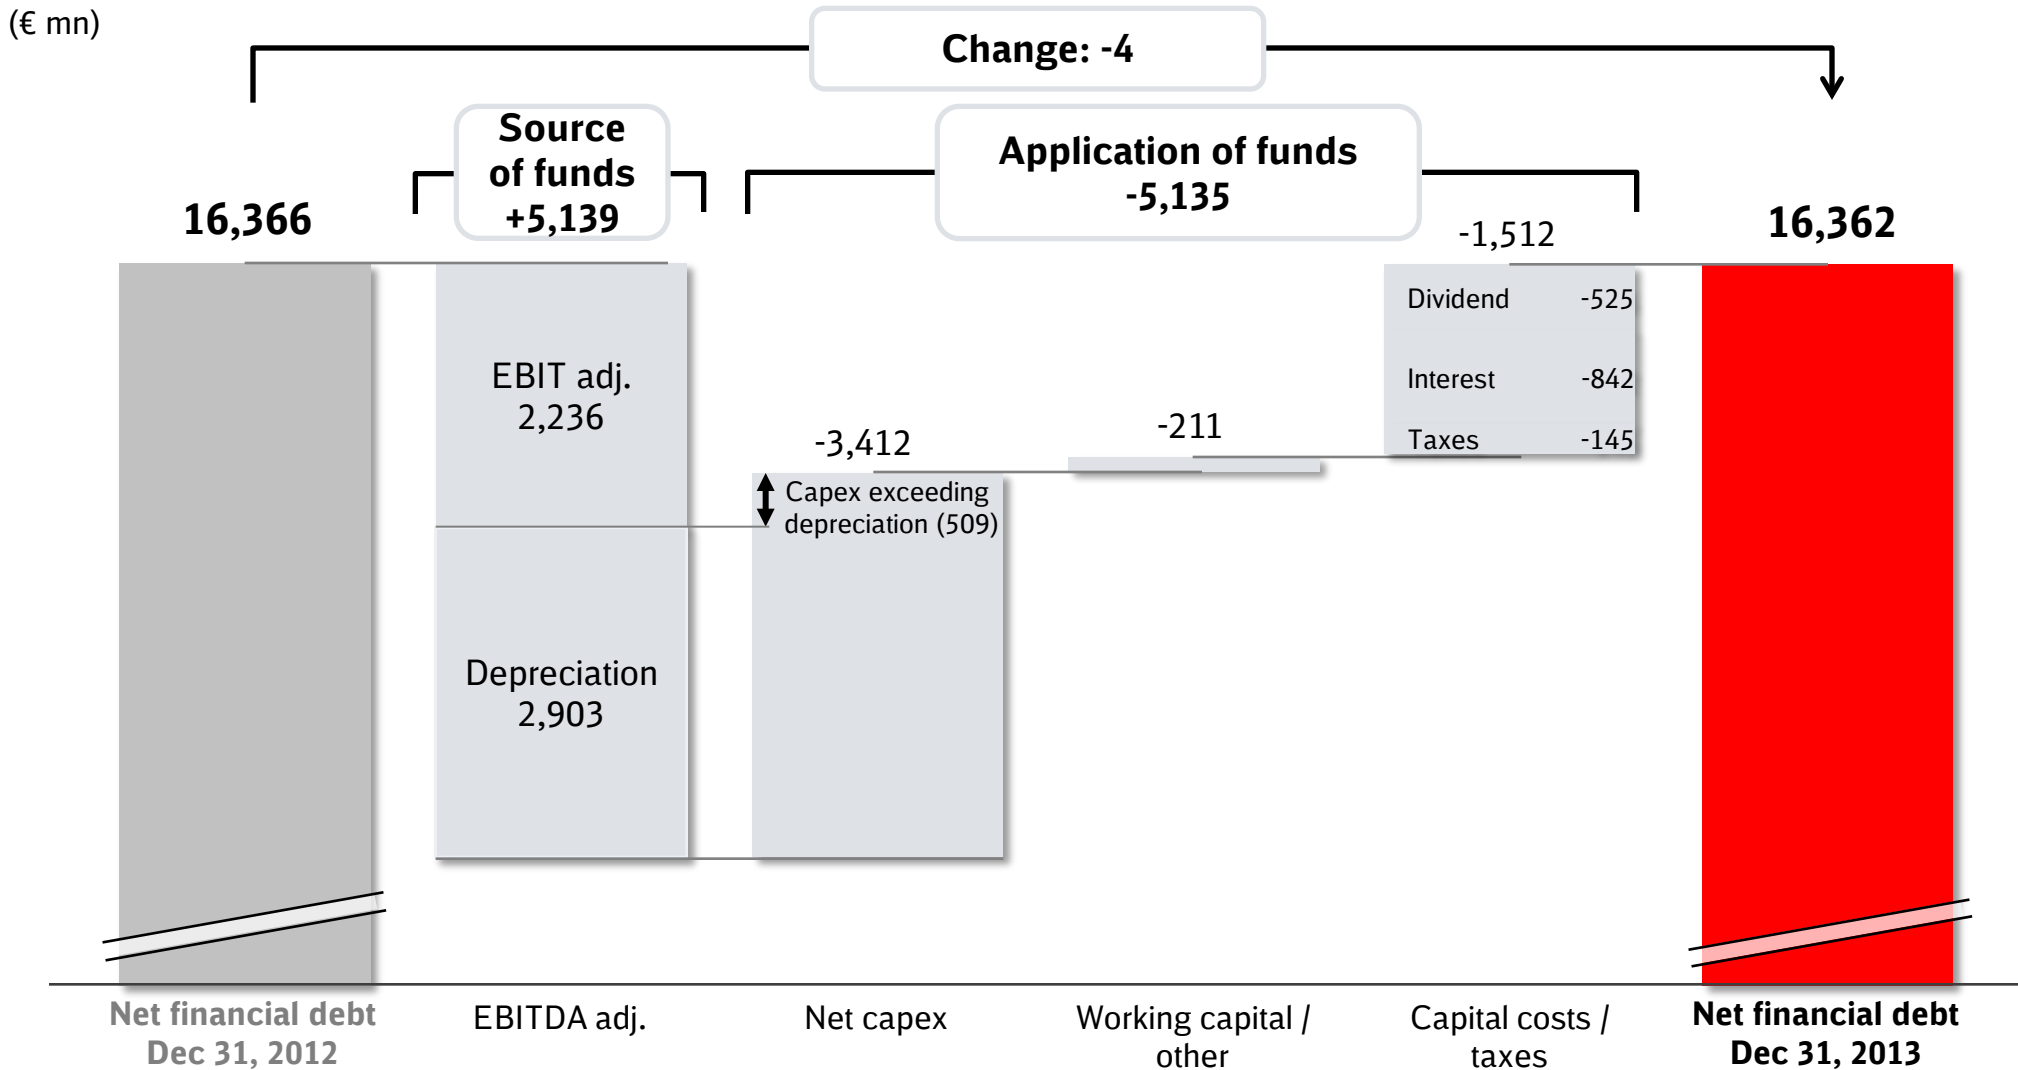 (€ mn)
Change: -4
Source
of funds
+5,139
Application of funds
-5,135
16,366
-1,512
16,362
EBIT adj.
2,236
Depreciation
2,903
-3,412
Capex exceeding
depreciation (509)
-211
Dividend -525
Interest -842
Taxes -145
Net financial debt
Dec 31, 2012
EBITDA adj.
Net capex
Working capital /
other
Capital costs /
taxes
Net financial debt
Dec 31, 2013